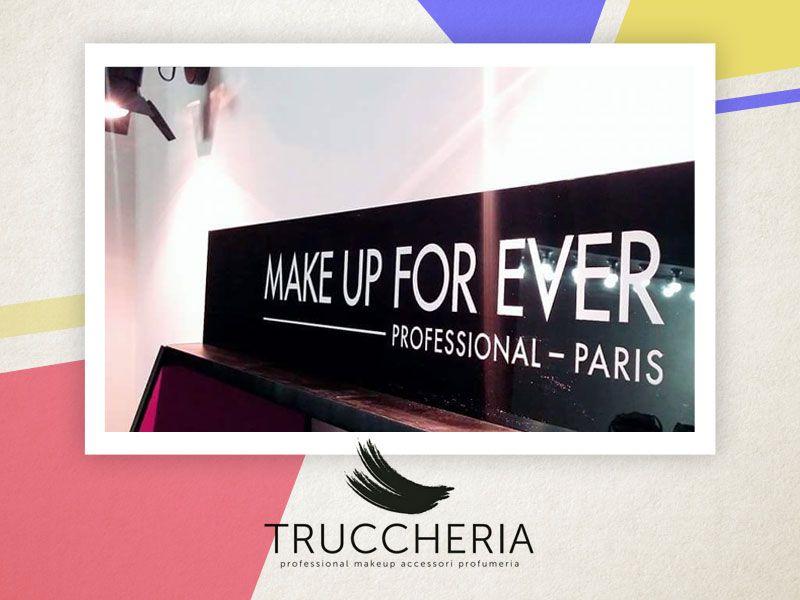 MAKE UP FOR EVER
PROFESSIONAL – PARIS
TRUCCHERIA
professional makeup accessori profumeria